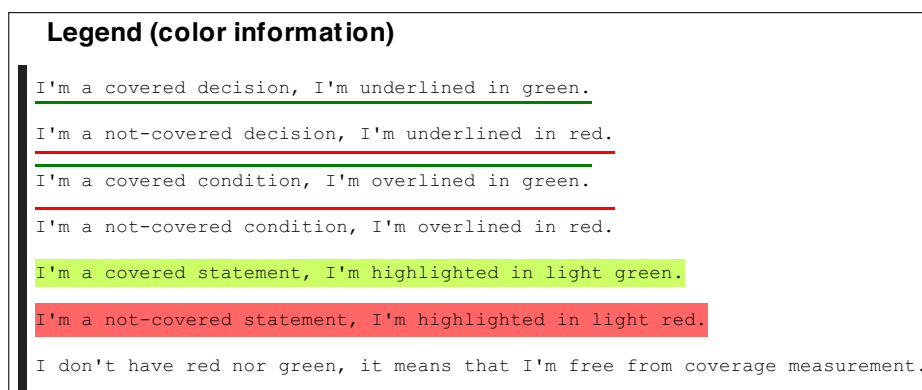 Legend (color information)
I'm a covered decision, I'm underlined in green.
I'm a not-covered decision, I'm underlined in red.
I'm a covered condition, I'm overlined in green.
I'm a not-covered condition, I'm overlined in red.
I'm a covered statement, I'm highlighted in light green.
I'm a not-covered statement, I'm highlighted in light red.
I don't have red nor green, it means that I'm free from coverage measurement.